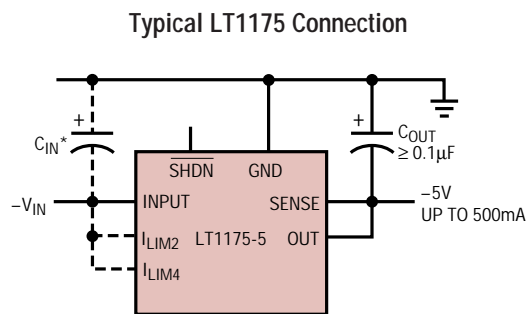 Typical LT1175 Connection
+
C_IN*
+
C_OUT
≥ 0.1µF
SHDN GND
–V_IN
INPUT
SENSE
–5V
UP TO 500mA
I_LIM2 LT1175-5 OUT
I_LIM4